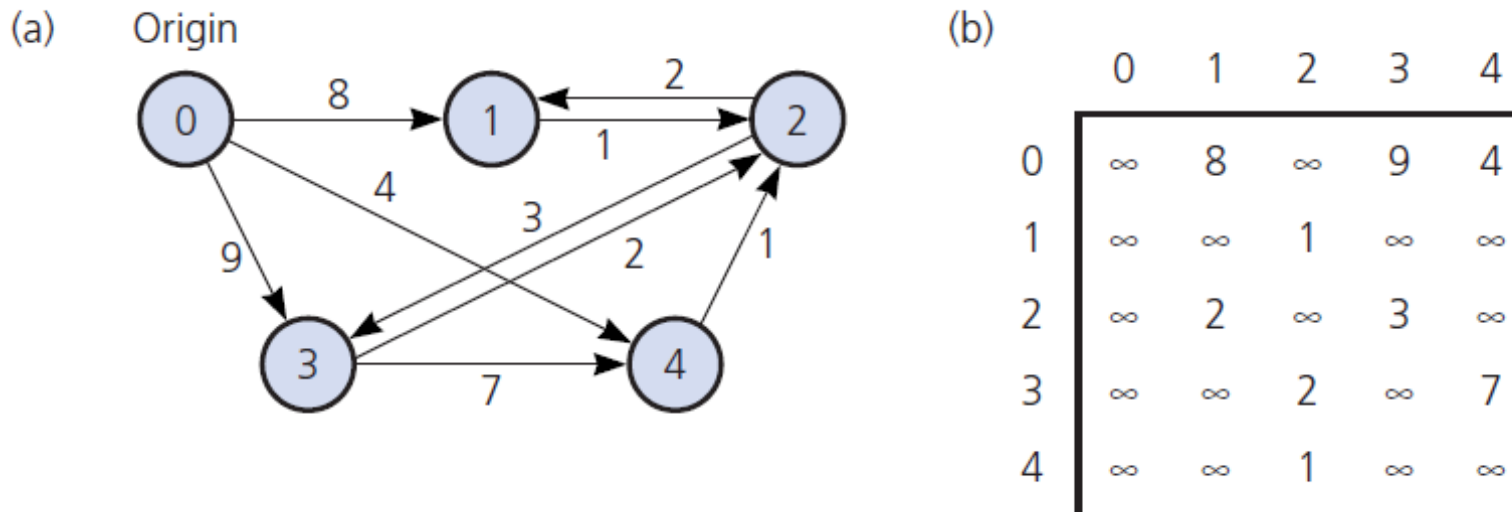 (a) Origin
0 8 1 2 1 2
4
9 3 2 1
3 7 4
(b)
0 1 2 3 4
0 ∞ 8 ∞ 9 4
1 ∞ ∞ 1 ∞ ∞
2 ∞ 2 ∞ 3 ∞
3 ∞ ∞ 2 ∞ 7
4 ∞ ∞ 1 ∞ ∞